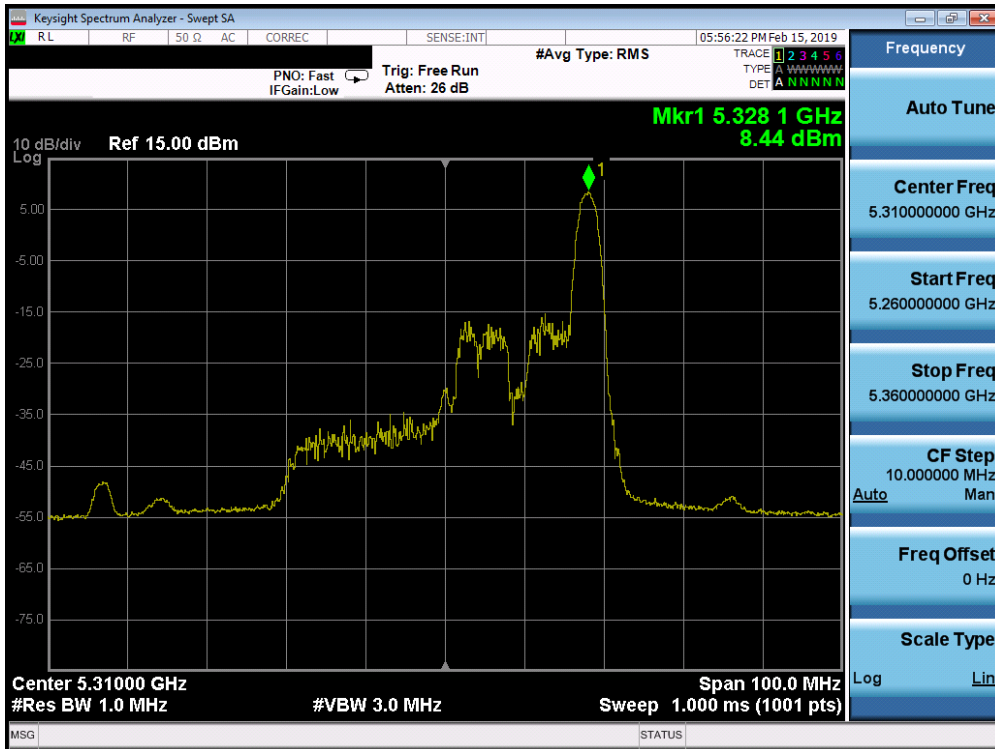 Keysight Spectrum Analyzer - Swept SA
LXI RL RF 50 Ω AC CORREC SENSE:INT 05:56:22 PM Feb 15, 2019
PNO: Fast
IFGain:Low
Trig: Free Run
Atten: 26 dB
#Avg Type: RMS
TRACE 1 2 3 4 5 6
TYPE A WWWWW
DET A N N N N N
Mkr1 5.328 1 GHz
8.44 dBm
10 dB/div Ref 15.00 dBm
Log
1
5.00
-5.00
-15.0
-25.0
-35.0
-45.0
-55.0
-65.0
-75.0
Center 5.31000 GHz Span 100.0 MHz
#Res BW 1.0 MHz #VBW 3.0 MHz Sweep 1.000 ms (1001 pts)
MSG STATUS
Frequency
Auto Tune
Center Freq
5.310000000 GHz
Start Freq
5.260000000 GHz
Stop Freq
5.360000000 GHz
CF Step
10.000000 MHz
Auto Man
Freq Offset
0 Hz
Scale Type
Log Lin